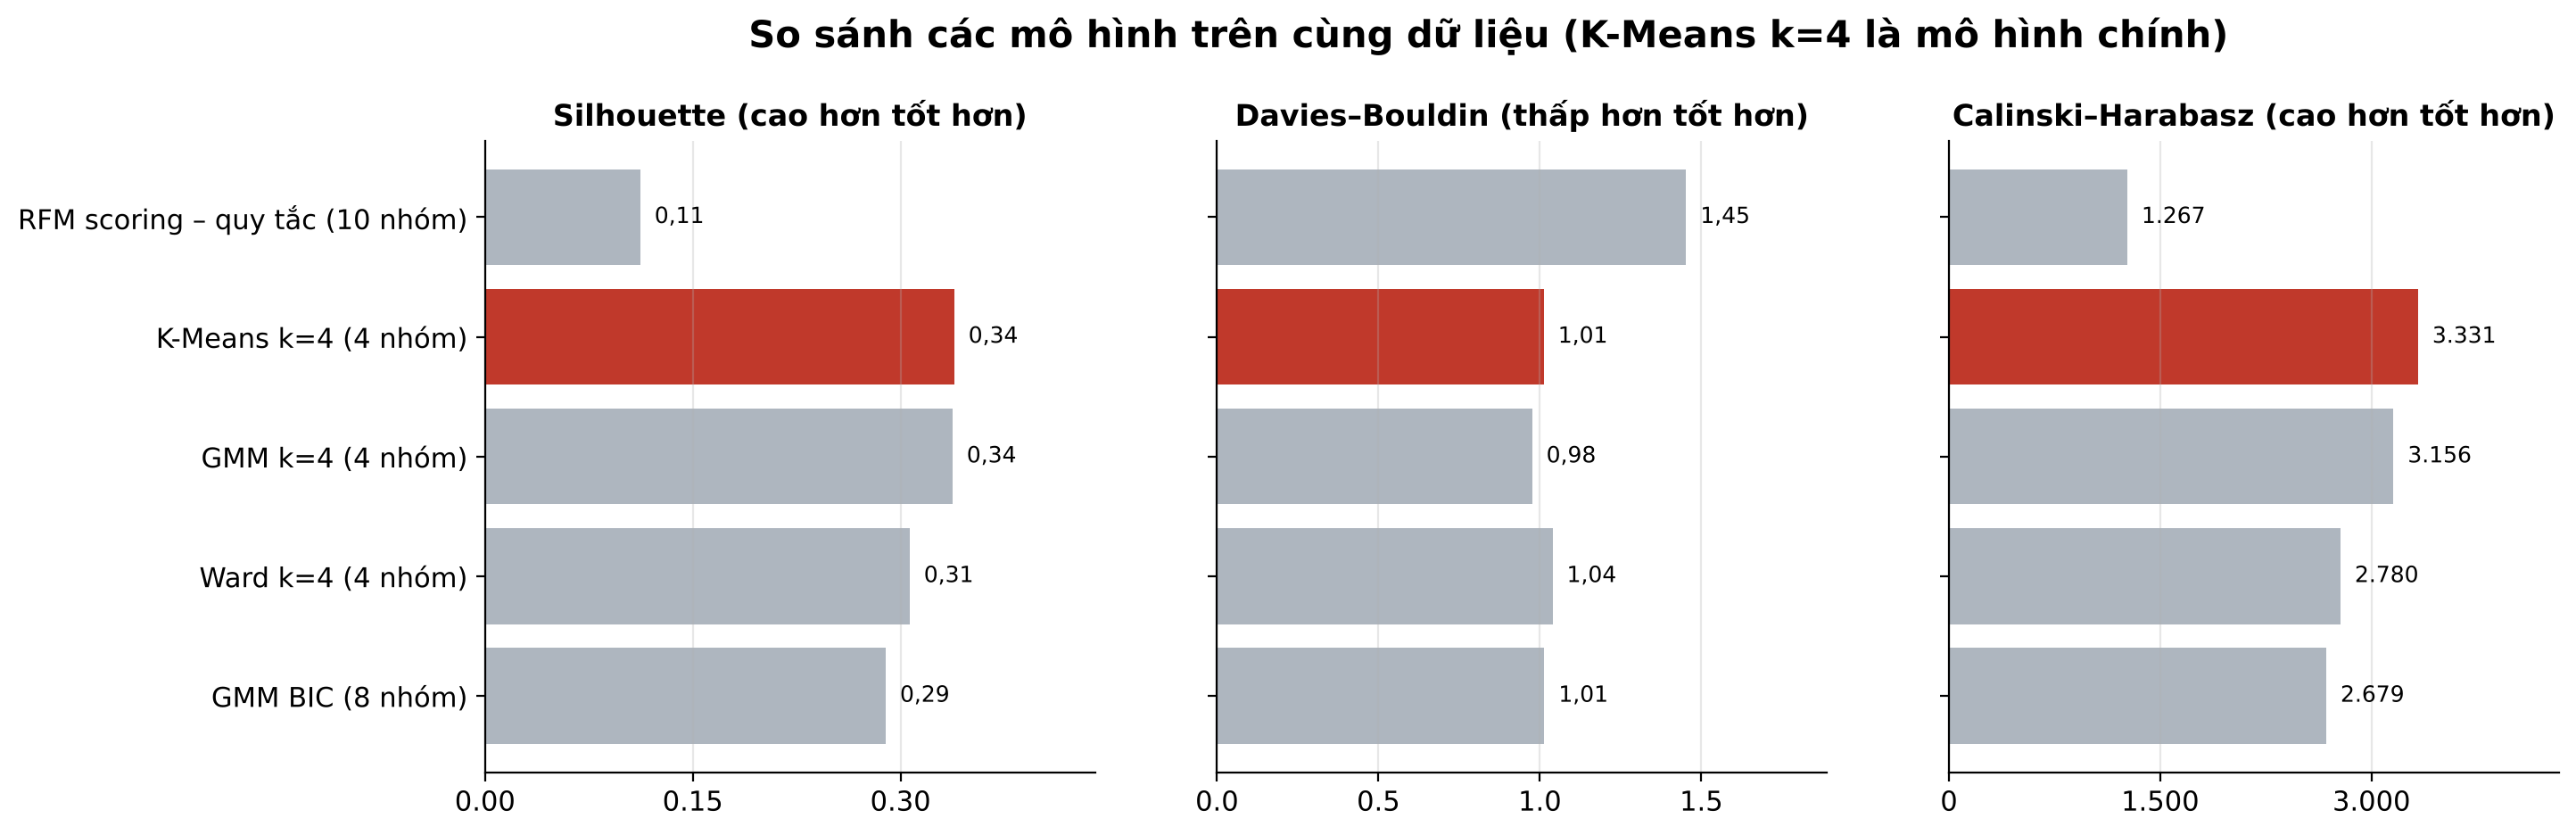 So sánh các mô hình trên cùng dữ liệu (K-Means k=4 là mô hình chính)
Silhouette (cao hơn tốt hơn)
RFM scoring – quy tắc (10 nhóm)
0,11
K-Means k=4 (4 nhóm)
0,34
GMM k=4 (4 nhóm)
0,34
Ward k=4 (4 nhóm)
0,31
GMM BIC (8 nhóm)
0,29
0.00 0.15 0.30
Davies–Bouldin (thấp hơn tốt hơn)
1,45
1,01
0,98
1,04
1,01
0.0 0.5 1.0 1.5
Calinski–Harabasz (cao hơn tốt hơn)
1.267
3.331
3.156
2.780
2.679
0 1.500 3.000